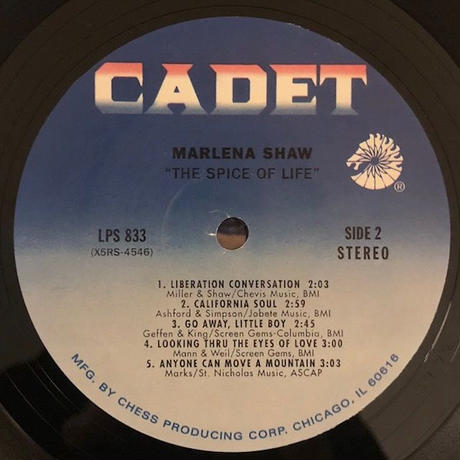 CADET
MARLENA SHAW
"THE SPICE OF LIFE"
®
LPS 833
(X5RS-4546)
SIDE 2
STEREO
1. LIBERATION CONVERSATION 2:03
Miller & Shaw/Chevis Music, BMI
2. CALIFORNIA SOUL 2:59
Ashford & Simpson/Jobete Music, BMI
3. GO AWAY, LITTLE BOY 2:45
Geffen & King/Screen Gems-Columbia, BMI
4. LOOKING THRU THE EYES OF LOVE 3:00
Mann & Weil/Screen Gems, BMI
5. ANYONE CAN MOVE A MOUNTAIN 3:03
Marks/St. Nicholas Music, ASCAP
MFG. BY CHESS PRODUCING CORP. CHICAGO, IL 60616